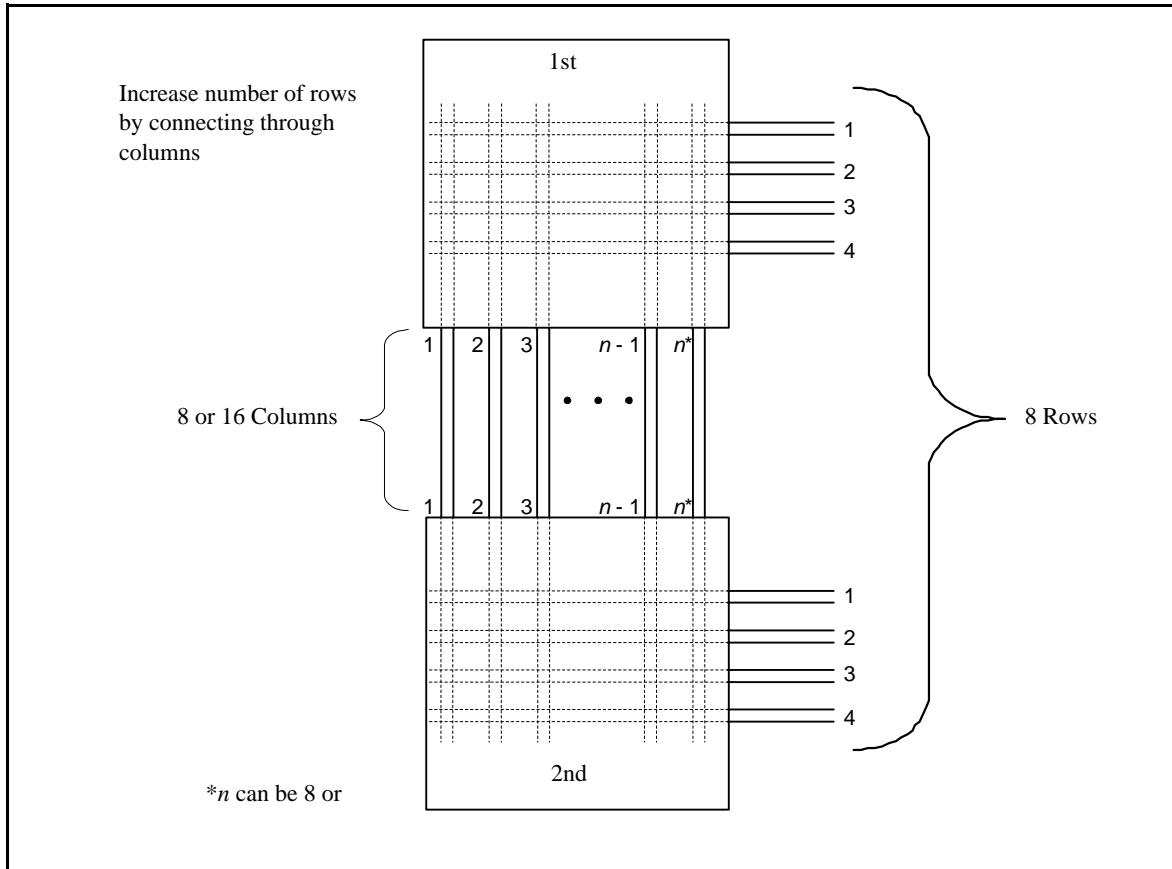 1st
Increase number of rows
by connecting through
columns
1
2
3
4
1 2 3 n - 1 n*
8 or 16 Columns
8 Rows
1 2 3 n - 1 n*
1
2
3
4
2nd
*n can be 8 or